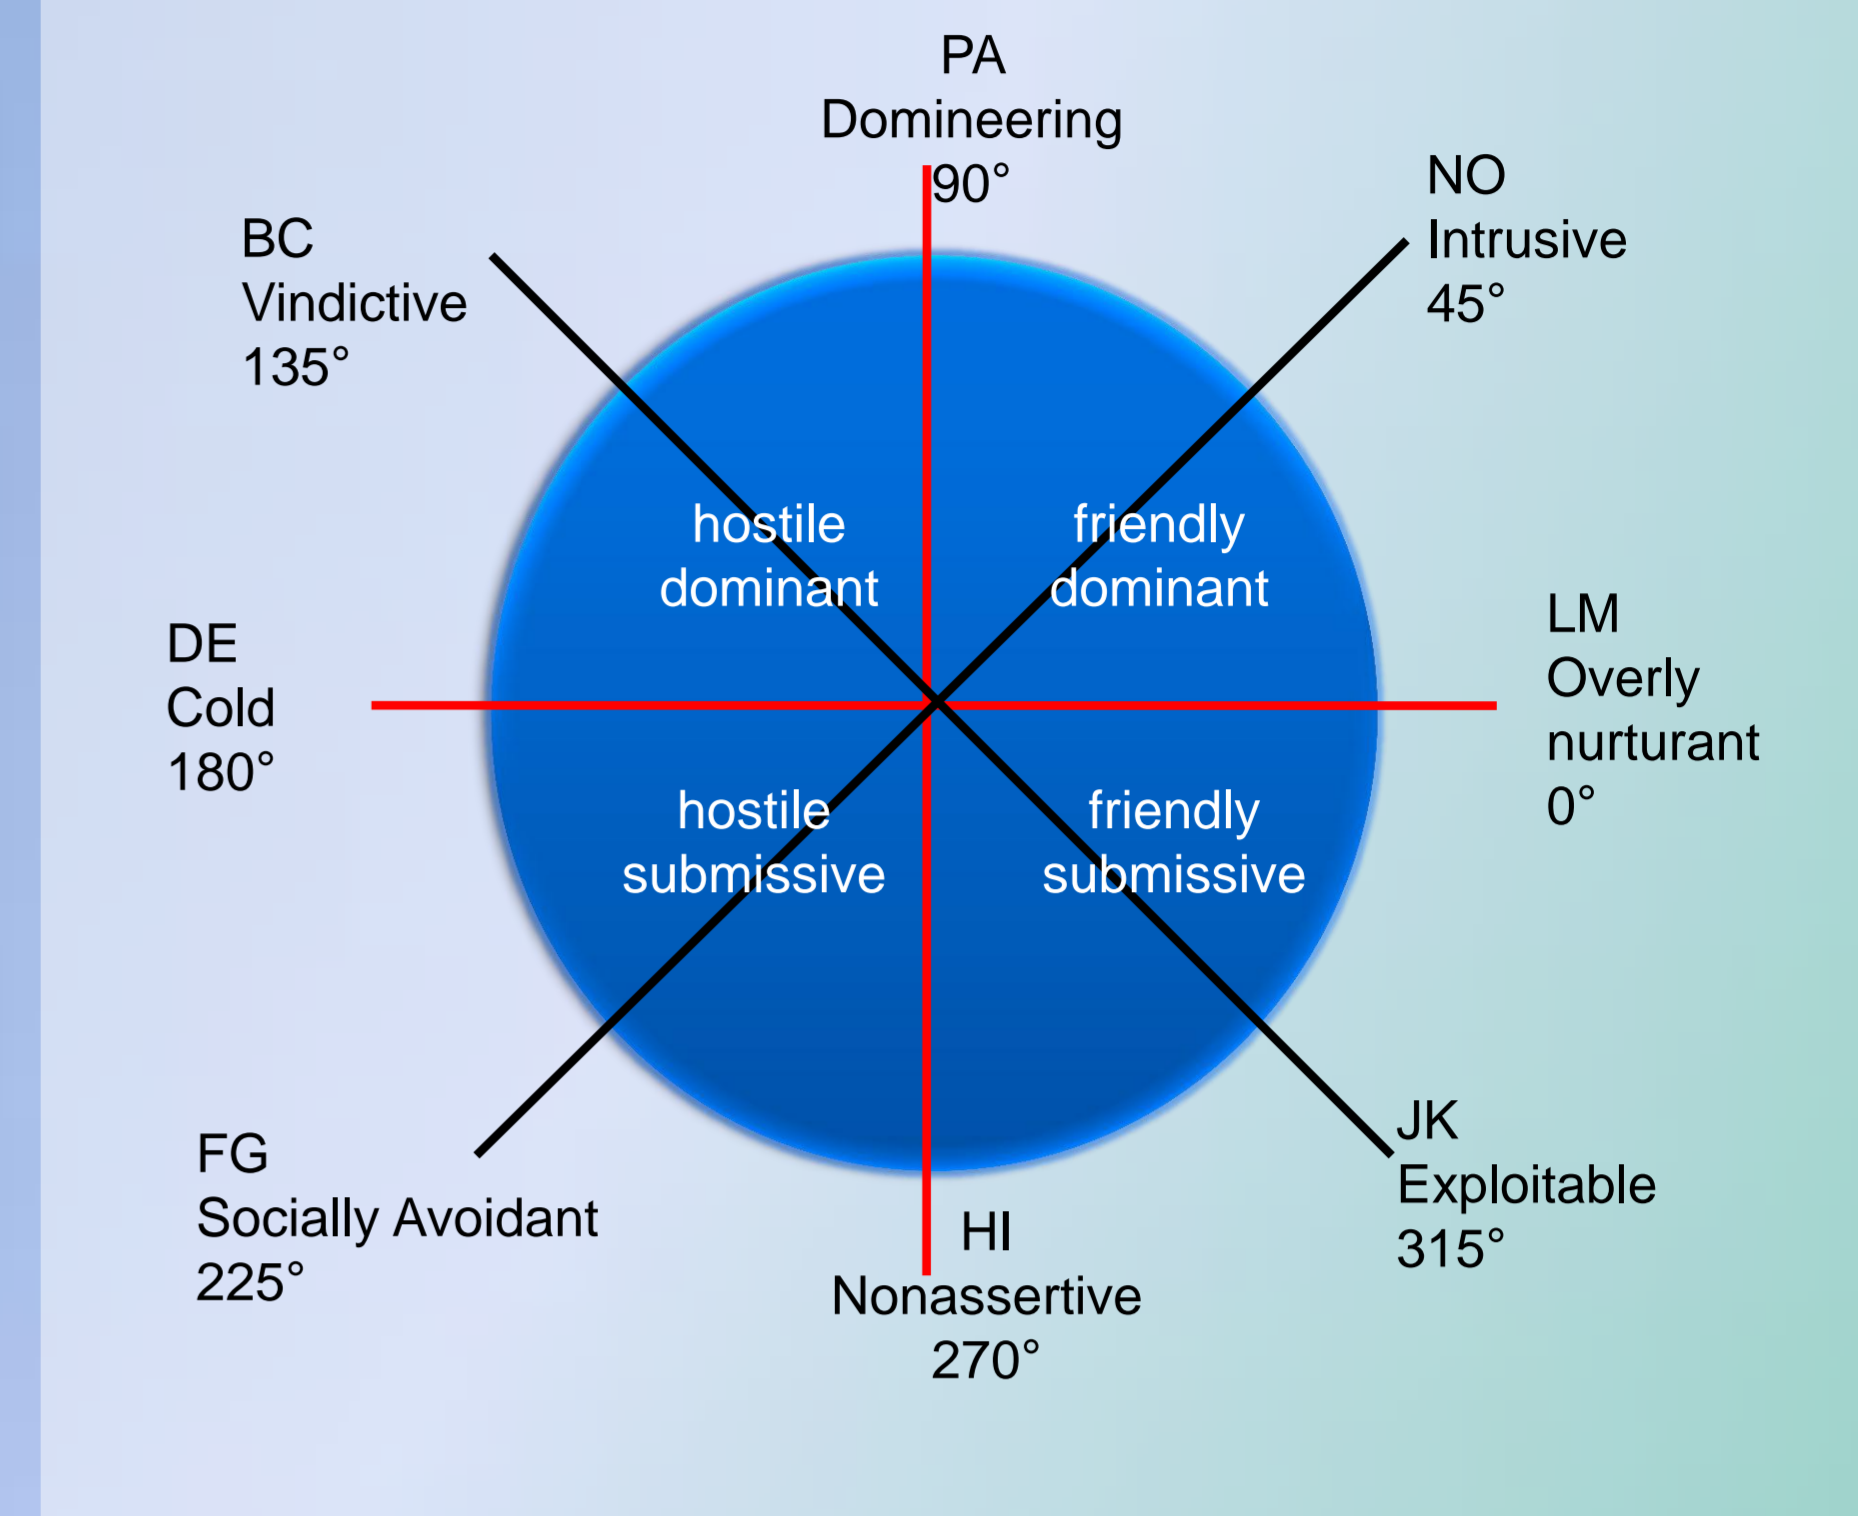 PA
Domineering
90°
NO
Intrusive
45°
BC
Vindictive
135°
hostile
dominant
friendly
dominant
DE
Cold
180°
LM
Overly
nurturant
0°
hostile
submissive
friendly
submissive
FG
Socially Avoidant
225°
HI
Nonassertive
270°
JK
Exploitable
315°